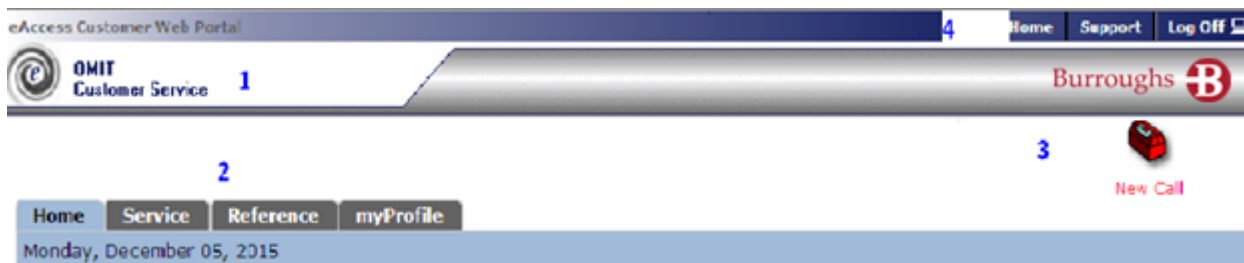 eAccess Customer Web Portal
4 Home Support Log Off
OMIT
Customer Service 1
Burroughs B
3
New Call
2
Home Service Reference myProfile
Monday, December 05, 2015